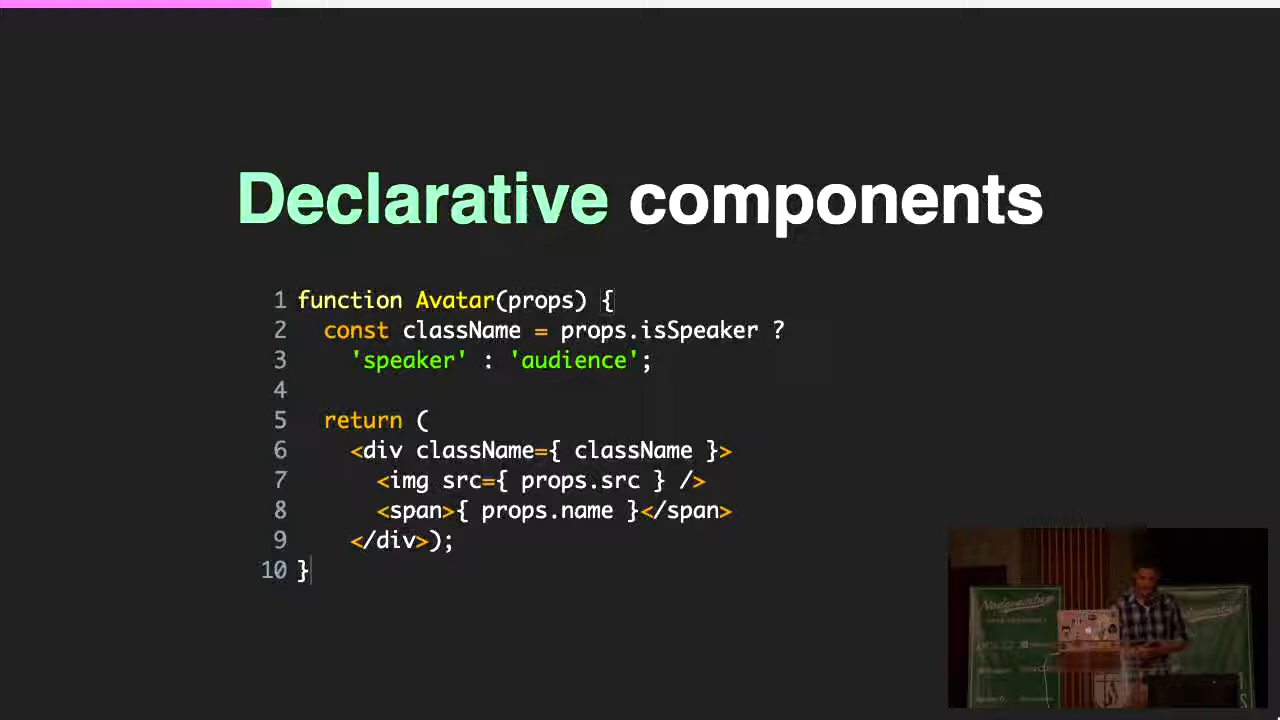 Declarative components
1 function Avatar(props) {
2   const className = props.isSpeaker ?
3     'speaker' : 'audience';
4
5   return (
6     <div className={ className }>
7       <img src={ props.src } />
8       <span>{ props.name }</span>
9     </div>);
10 }
Nodevember